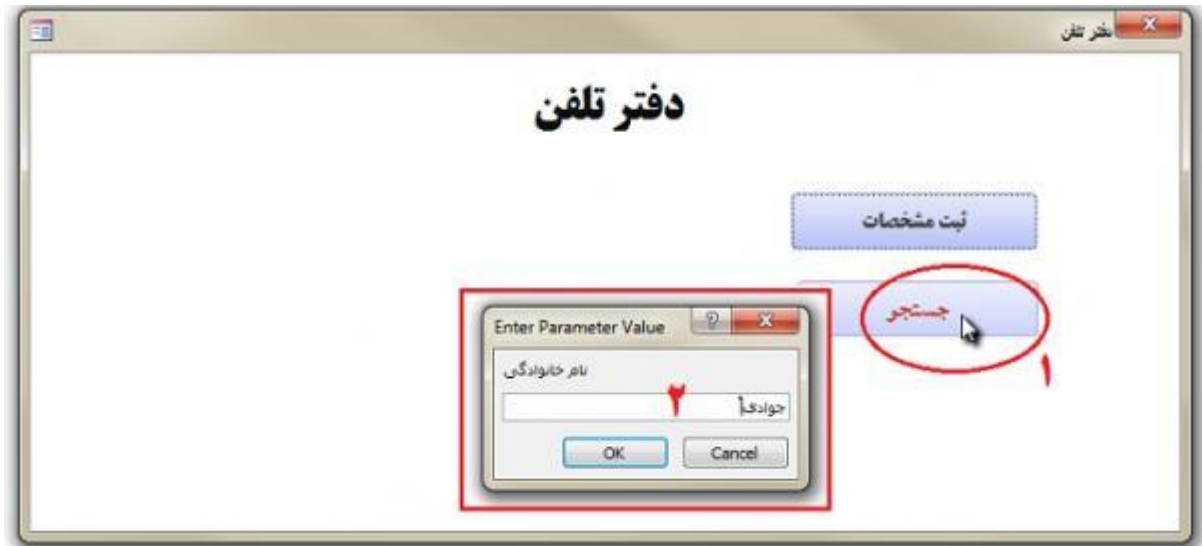 دفتر تلفن
دفتر تلفن
ثبت مشخصات
جستجو
۱
Enter Parameter Value
نام خانوادگی
۲
جوادی
OK
Cancel